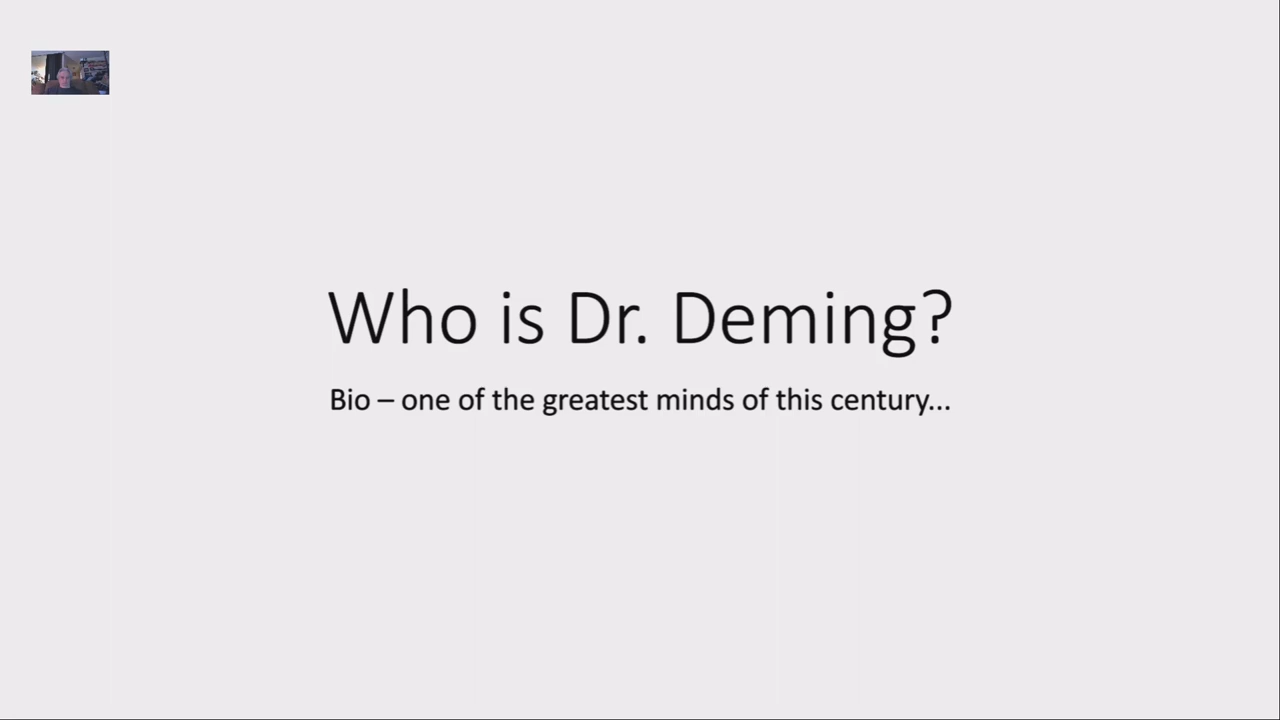 Who is Dr. Deming?
Bio – one of the greatest minds of this century...